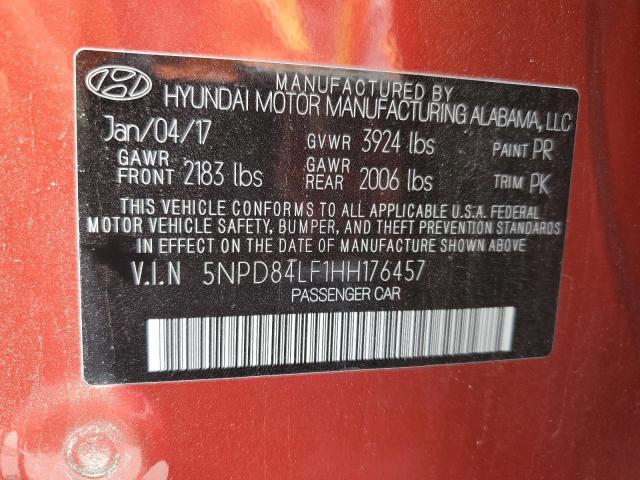 MANUFACTURED BY
HYUNDAI MOTOR MANUFACTURING ALABAMA, LLC
Jan/04/17 GVWR 3924 lbs PAINT PR
GAWR FRONT 2183 lbs GAWR REAR 2006 lbs TRIM PK
THIS VEHICLE CONFORMS TO ALL APPLICABLE U.S.A. FEDERAL
MOTOR VEHICLE SAFETY, BUMPER, AND THEFT PREVENTION STANDARDS
IN EFFECT ON THE DATE OF MANUFACTURE SHOWN ABOVE
V.I.N 5NPD84LF1HH176457
PASSENGER CAR